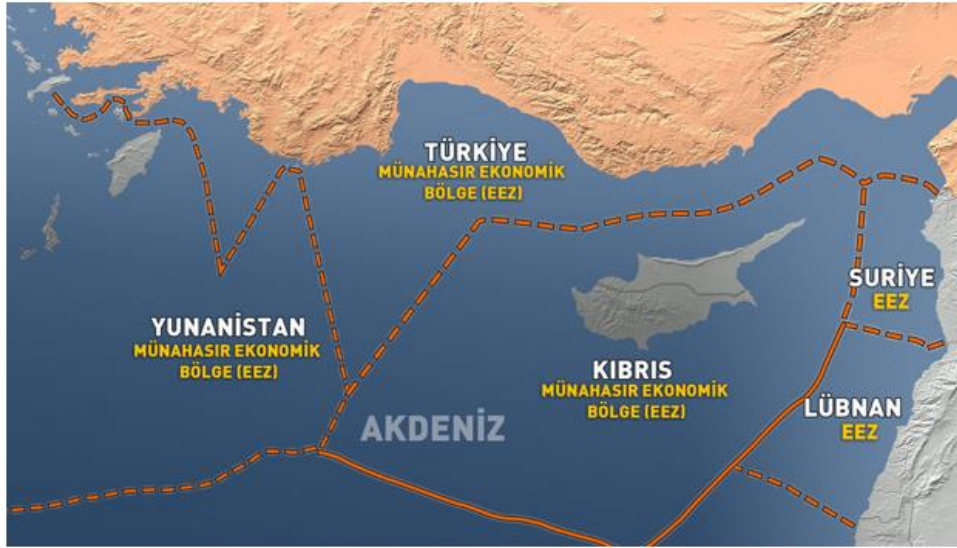 TÜRKİYE
MÜNAHASIR EKONOMİK
BÖLGE (EEZ)
SURİYE
EEZ
YUNANİSTAN
MÜNAHASIR EKONOMİK
BÖLGE (EEZ)
KIBRIS
MÜNAHASIR EKONOMİK
BÖLGE (EEZ)
LÜBNAN
EEZ
AKDENİZ